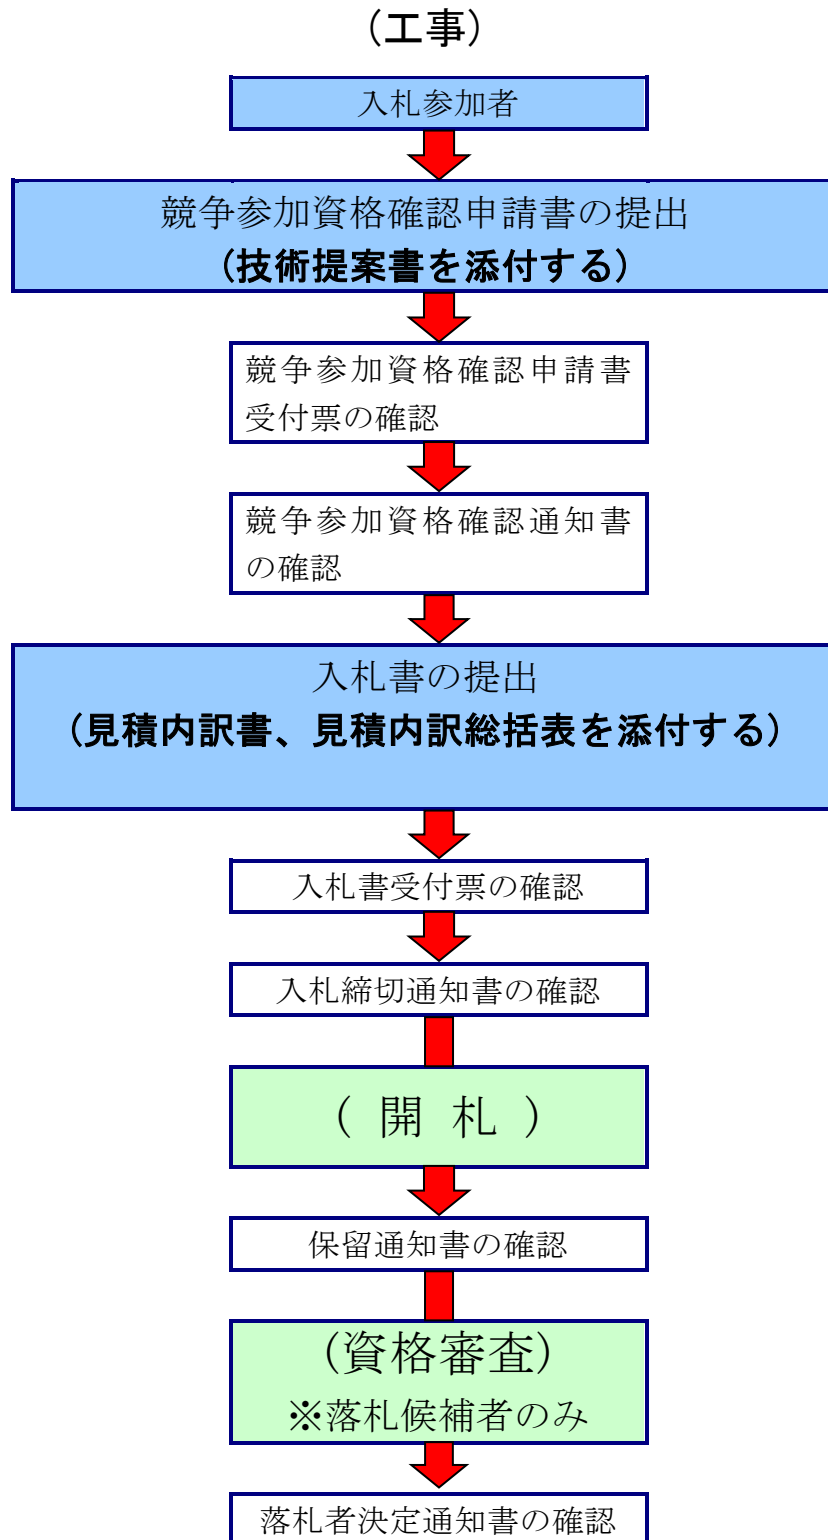 (工事)
入札参加者
競争参加資格確認申請書の提出
(技術提案書を添付する)
競争参加資格確認申請書
受付票の確認
競争参加資格確認通知書
の確認
入札書の提出
(見積内訳書、見積内訳総括表を添付する)
入札書受付票の確認
入札締切通知書の確認
( 開 札 )
保留通知書の確認
(資格審査)
※落札候補者のみ
落札者決定通知書の確認